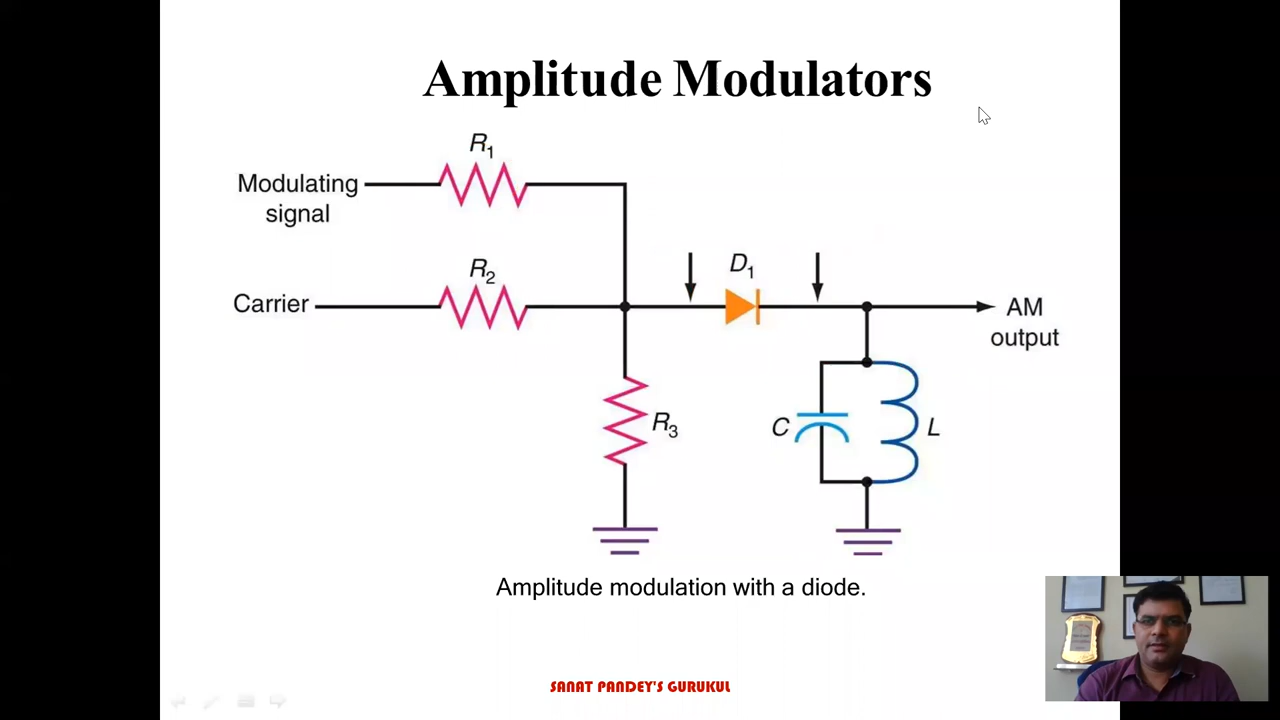 Amplitude Modulators
R1
Modulating
signal
R2
D1
Carrier
AM
output
R3
C
L
Amplitude modulation with a diode.
SANAT PANDEY'S GURUKUL